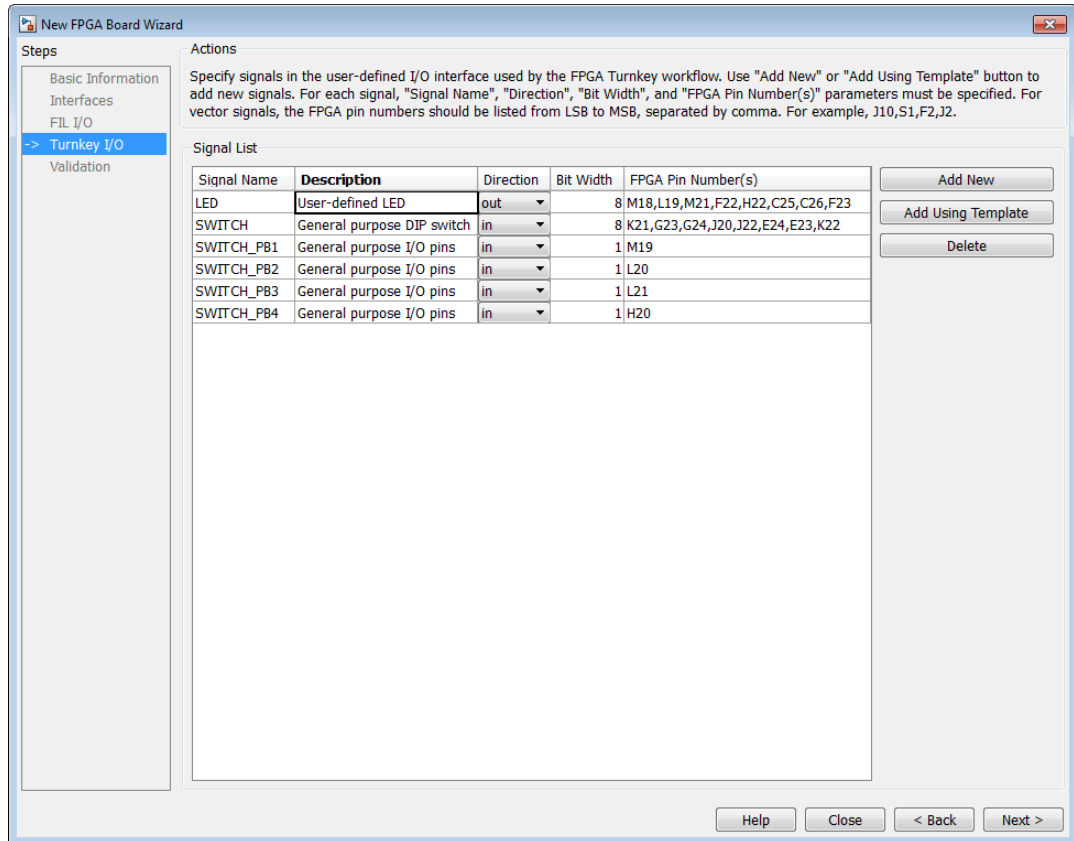 New FPGA Board Wizard
Steps
Basic Information
Interfaces
FIL I/O
-> Turnkey I/O
Validation
Actions
Specify signals in the user-defined I/O interface used by the FPGA Turnkey workflow. Use "Add New" or "Add Using Template" button to
add new signals. For each signal, "Signal Name", "Direction", "Bit Width", and "FPGA Pin Number(s)" parameters must be specified. For
vector signals, the FPGA pin numbers should be listed from LSB to MSB, separated by comma. For example, J10,S1,F2,J2.
Signal List
Signal Name Description Direction Bit Width FPGA Pin Number(s)
LED User-defined LED out 8 M18,L19,M21,F22,H22,C25,C26,F23
SWITCH General purpose DIP switch in 8 K21,G23,G24,J20,J22,E24,E23,K22
SWITCH_PB1 General purpose I/O pins in 1 M19
SWITCH_PB2 General purpose I/O pins in 1 L20
SWITCH_PB3 General purpose I/O pins in 1 L21
SWITCH_PB4 General purpose I/O pins in 1 H20
Add New
Add Using Template
Delete
Help Close < Back Next >